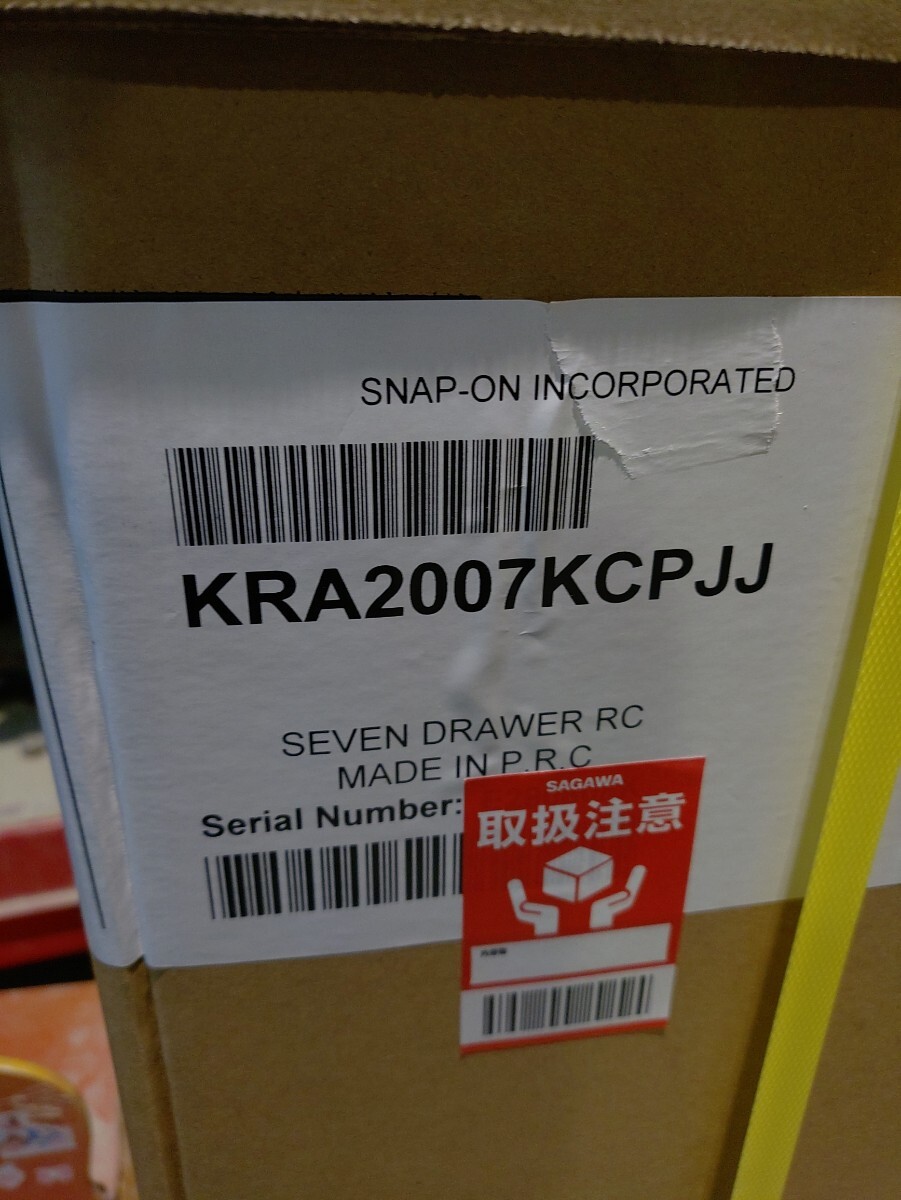 SNAP-ON INCORPORATED
KRA2007KCPJJ
SEVEN DRAWER RC
MADE IN P.R.C
Serial Number:
SAGAWA
取扱注意